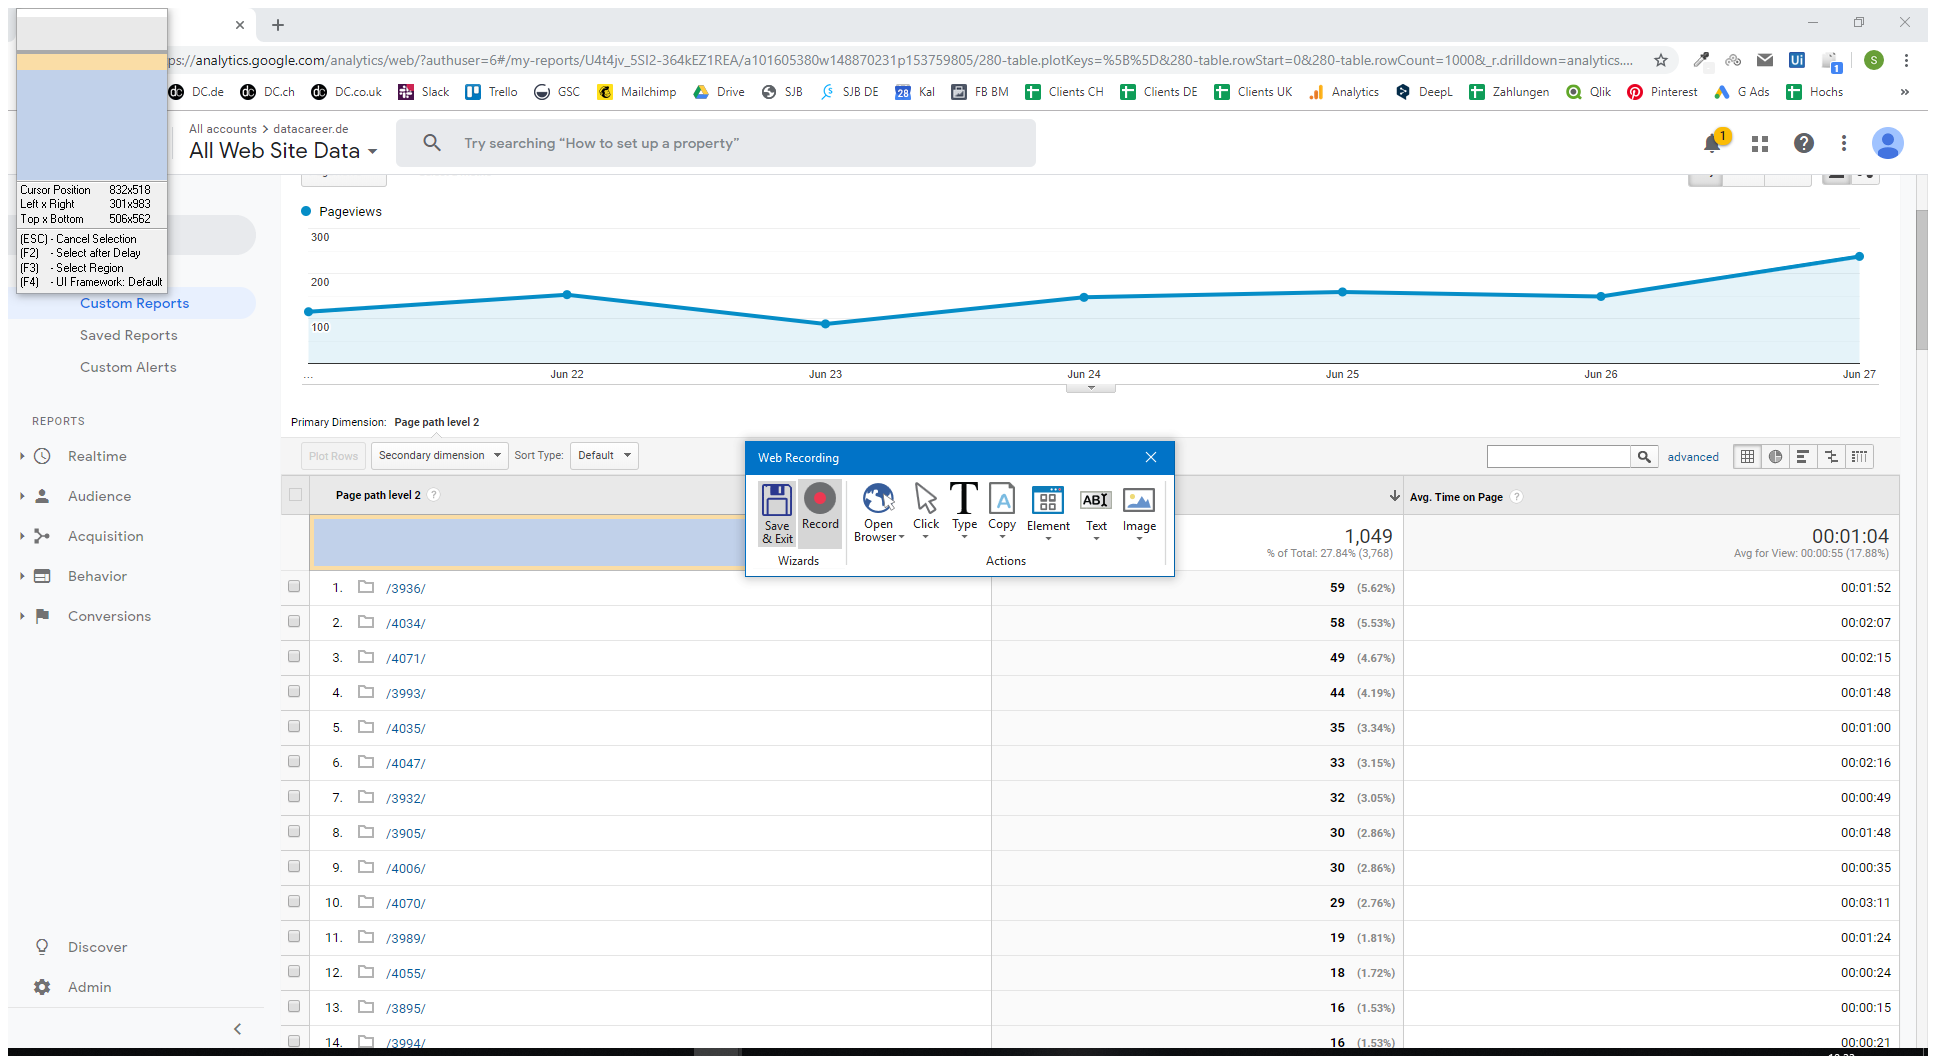 ps://analytics.google.com/analytics/web/?authuser=6#/my-reports/U4t4jv_5SI2-364kEZ1REA/a101605380w148870231p153759805/280-table.plotKeys=%5B%5D&280-table.rowStart=0&280-table.rowCount=1000&_r.drilldown=analytics....
Ui
1
S
dc DC.de dc DC.ch dc DC.co.uk Slack Trello GSC Mailchimp Drive SJB SJB DE 28 Kal FB BM Clients CH Clients DE Clients UK Analytics DeepL Zahlungen Qlik Pinterest G Ads Hochs »
All accounts > datacareer.de
All Web Site Data
Try searching “How to set up a property”
1
Cursor Position 832x518
Left x Right 301x983
Top x Bottom 506x562
(ESC) - Cancel Selection
(F2) - Select after Delay
(F3) - Select Region
(F4) - UI Framework: Default
Custom Reports
Saved Reports
Custom Alerts
REPORTS
Realtime
Audience
Acquisition
Behavior
Conversions
Discover
Admin
Pageviews
300
200
100
... Jun 22 Jun 23 Jun 24 Jun 25 Jun 26 Jun 27
Primary Dimension: Page path level 2
Plot Rows Secondary dimension Sort Type: Default
advanced
Web Recording
Save & Exit
Record
Wizards
Open Browser
Click
T
Type
A
Copy
Element
AB
Text
Image
Actions
Page path level 2 ?
Avg. Time on Page ?
1,049
% of Total: 27.84% (3,768)
00:01:04
Avg for View: 00:00:55 (17.88%)
1. /3936/ 59 (5.62%) 00:01:52
2. /4034/ 58 (5.53%) 00:02:07
3. /4071/ 49 (4.67%) 00:02:15
4. /3993/ 44 (4.19%) 00:01:48
5. /4035/ 35 (3.34%) 00:01:00
6. /4047/ 33 (3.15%) 00:02:16
7. /3932/ 32 (3.05%) 00:00:49
8. /3905/ 30 (2.86%) 00:01:48
9. /4006/ 30 (2.86%) 00:00:35
10. /4070/ 29 (2.76%) 00:03:11
11. /3989/ 19 (1.81%) 00:01:24
12. /4055/ 18 (1.72%) 00:00:24
13. /3895/ 16 (1.53%) 00:00:15
14. /3994/ 16 (1.53%) 00:00:21